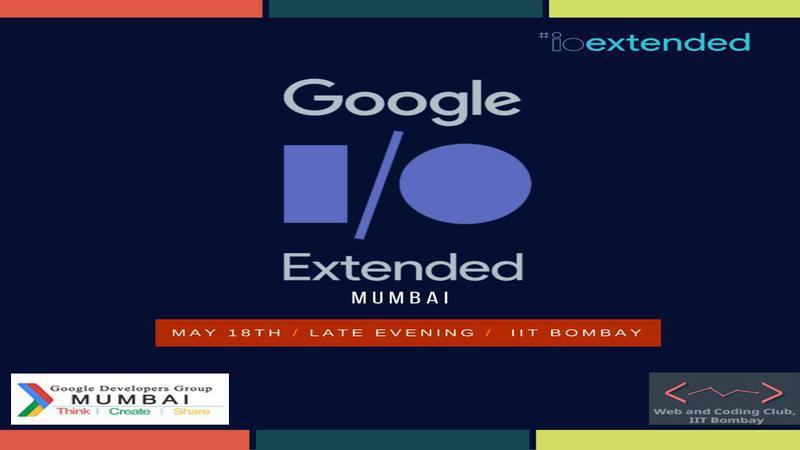 #ioextended
Google
I/O
Extended
MUMBAI
MAY 18TH / LATE EVENING / IIT BOMBAY
Google Developers Group
MUMBAI
Think | Create | Share
Web and Coding Club,
IIT Bombay